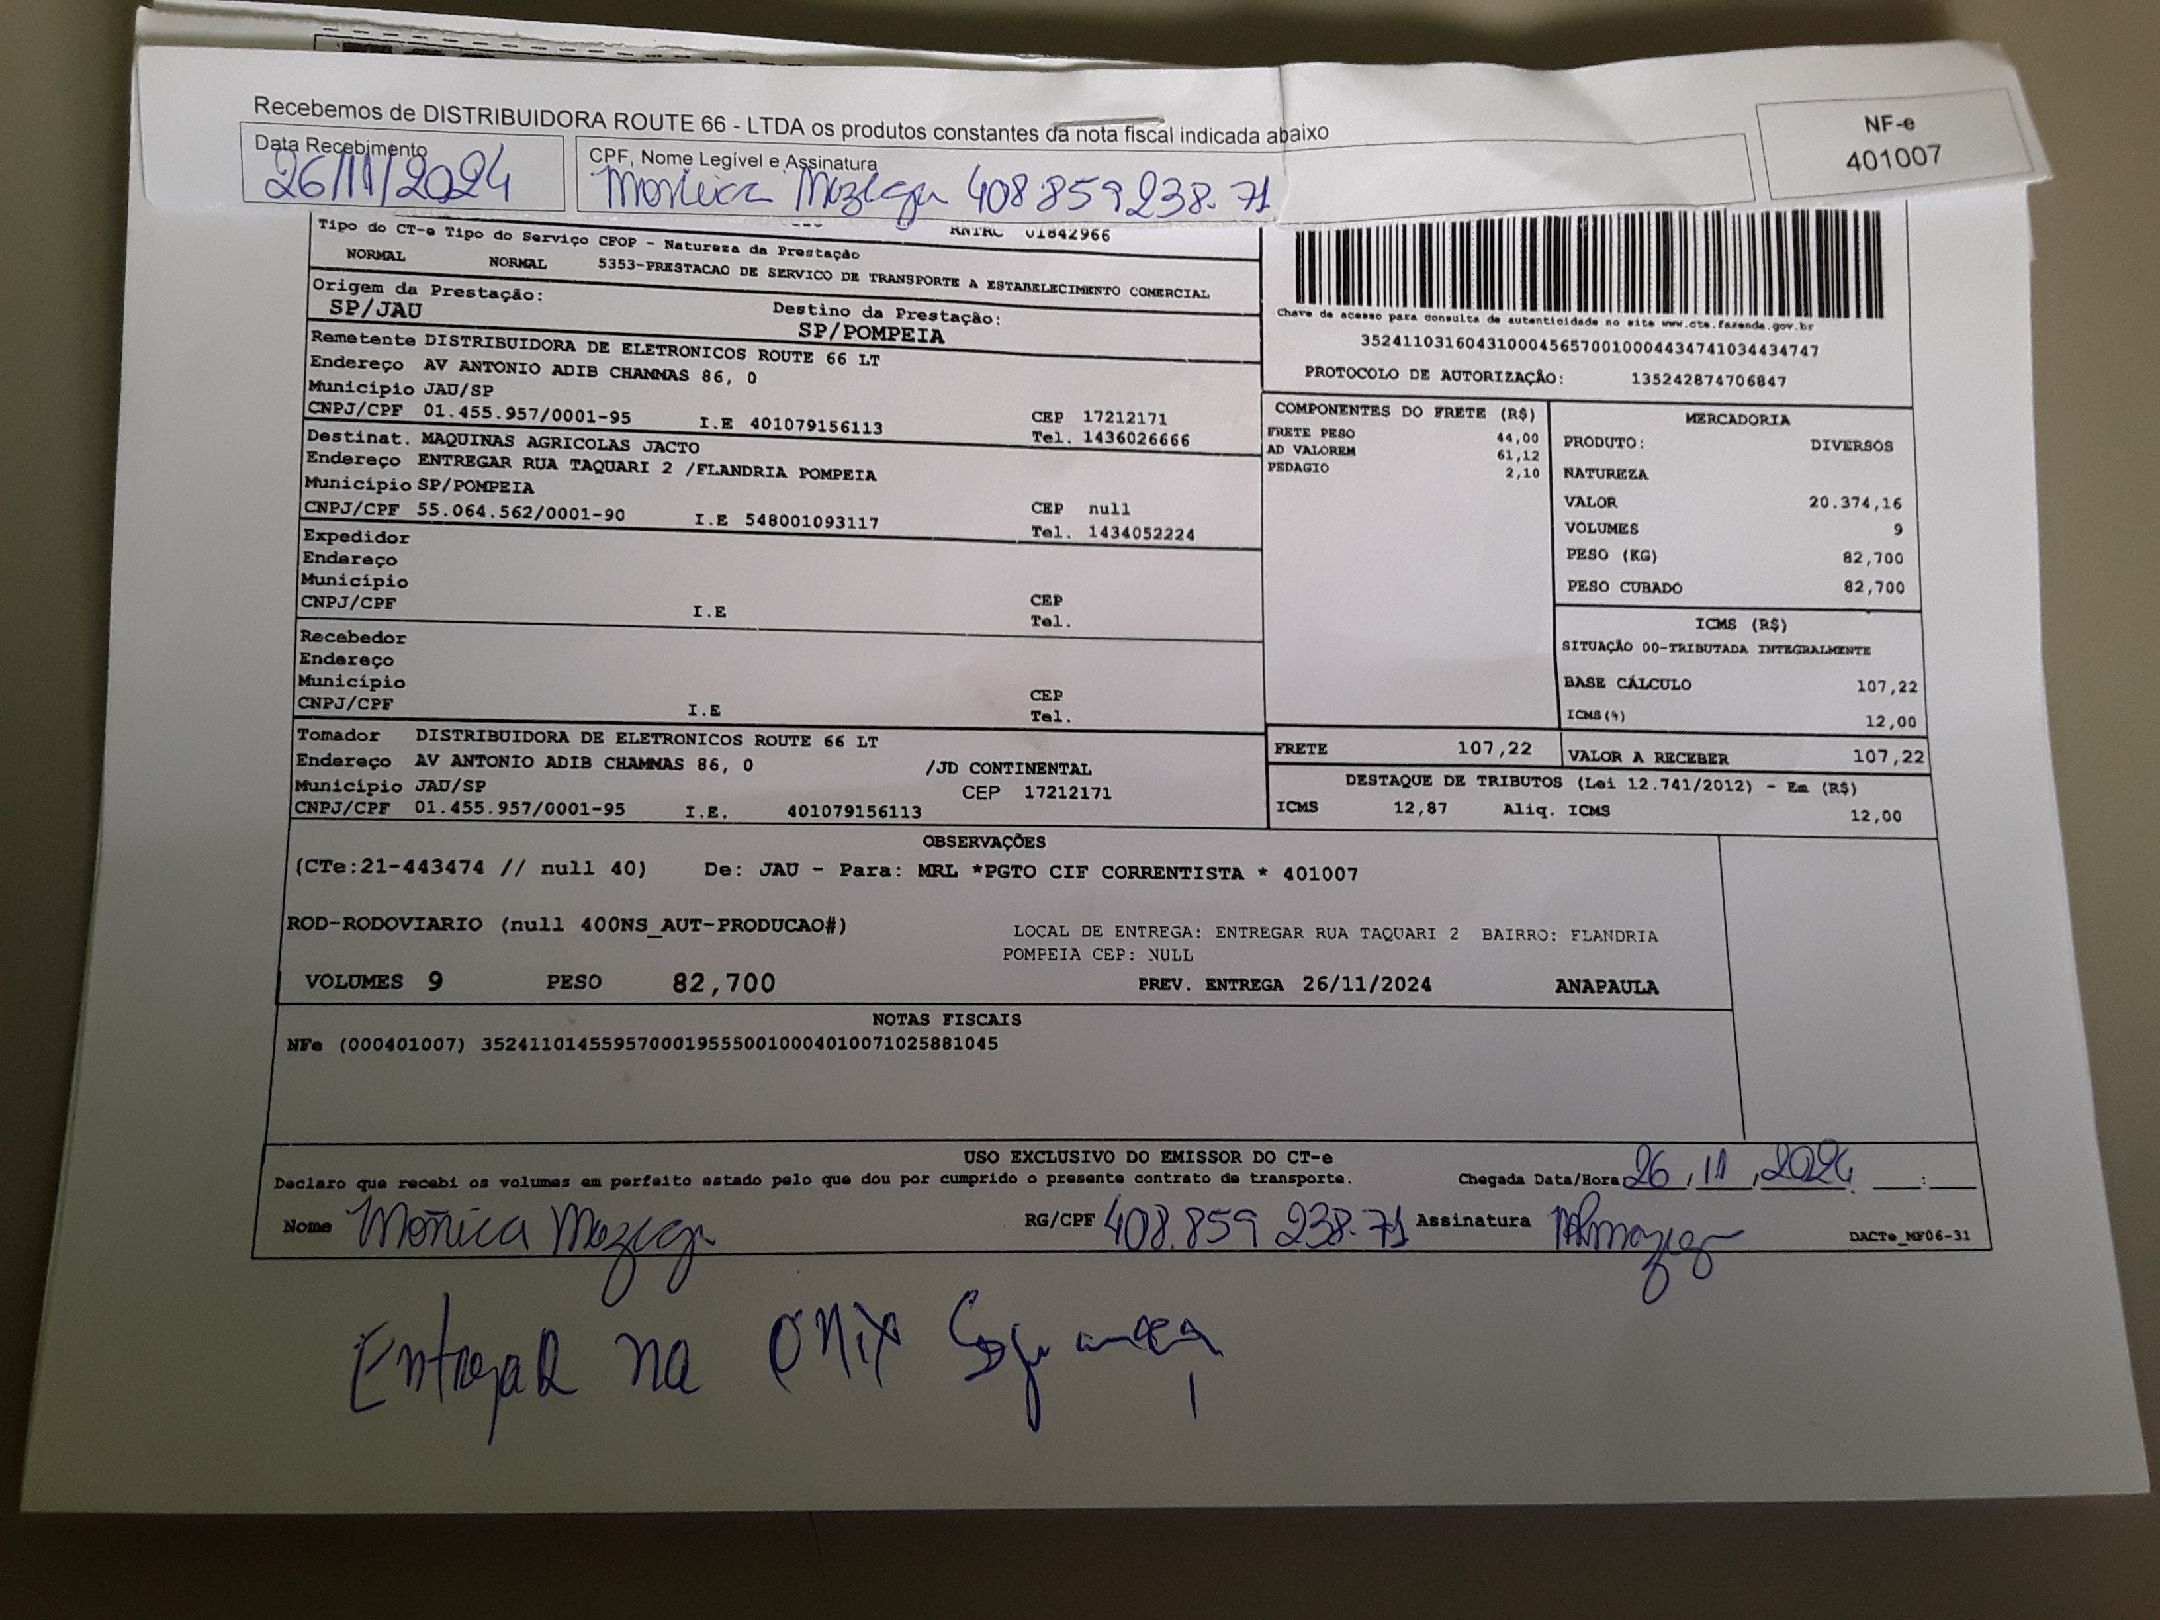 Recebemos de DISTRIBUIDORA ROUTE 66 - LTDA os produtos constantes da nota fiscal indicada abaixo
NF-e
401007
Data Recebimento
26/11/2024
CPF, Nome Legível e Assinatura
408859238-71
RNTRC 01842966
Tipo do CT-e Tipo do Serviço CFOP - Natureza da Prestação
NORMAL NORMAL 5353-PRESTACAO DE SERVICO DE TRANSPORTE A ESTABELECIMENTO COMERCIAL
Origem da Prestação: Destino da Prestação:
SP/JAU SP/POMPEIA
Remetente DISTRIBUIDORA DE ELETRONICOS ROUTE 66 LT
Endereço AV ANTONIO ADIB CHAMMAS 86, 0
Município JAU/SP
CEP 17212171
CNPJ/CPF 01.455.957/0001-95 I.E 401079156113 Tel. 1436026666
Destinat. MAQUINAS AGRICOLAS JACTO
Endereço ENTREGAR RUA TAQUARI 2 /FLANDRIA POMPEIA
Município SP/POMPEIA
CEP null
CNPJ/CPF 55.064.562/0001-90 I.E 548001093117 Tel. 1434052224
Expedidor
Endereço
Município
CEP
CNPJ/CPF I.E Tel.
Recebedor
Endereço
Município
CEP
CNPJ/CPF I.E Tel.
Tomador DISTRIBUIDORA DE ELETRONICOS ROUTE 66 LT
Endereço AV ANTONIO ADIB CHAMMAS 86, 0 /JD CONTINENTAL
Município JAU/SP CEP 17212171
CNPJ/CPF 01.455.957/0001-95 I.E. 401079156113
Chave de acesso para consulta de autenticidade no site www.cte.fazenda.gov.br
35241103160431000456570010004434741034434747
PROTOCOLO DE AUTORIZAÇÃO: 135242874706847
COMPONENTES DO FRETE (R$)
FRETE PESO 44,00
AD VALOREM 61,12
PEDAGIO 2,10
MERCADORIA
PRODUTO: DIVERSOS
NATUREZA
VALOR 20.374,16
VOLUMES 9
PESO (KG) 82,700
PESO CUBADO 82,700
ICMS (R$)
SITUAÇÃO 00-TRIBUTADA INTEGRALMENTE
BASE CÁLCULO 107,22
ICMS(%) 12,00
FRETE 107,22 VALOR A RECEBER 107,22
DESTAQUE DE TRIBUTOS (Lei 12.741/2012) - Em (R$)
ICMS 12,87 Aliq. ICMS 12,00
OBSERVAÇÕES
(CTe:21-443474 // null 40) De: JAU - Para: MRL *PGTO CIF CORRENTISTA * 401007
ROD-RODOVIARIO (null 400NS_AUT-PRODUCAO#) LOCAL DE ENTREGA: ENTREGAR RUA TAQUARI 2 BAIRRO: FLANDRIA
POMPEIA CEP: NULL
VOLUMES 9 PESO 82,700 PREV. ENTREGA 26/11/2024 ANAPAULA
NOTAS FISCAIS
NFe (000401007) 35241101455957000195550010004010071025881045
USO EXCLUSIVO DO EMISSOR DO CT-e
Declaro que recebi os volumes em perfeito estado pelo que dou por cumprido o presente contrato de transporte. Chegada Data/Hora 26,11,2024 __:__
Nome Mônica RG/CPF 408.859 238-71 Assinatura DACTe_MF06-31
Entregar na ONIX Segurança